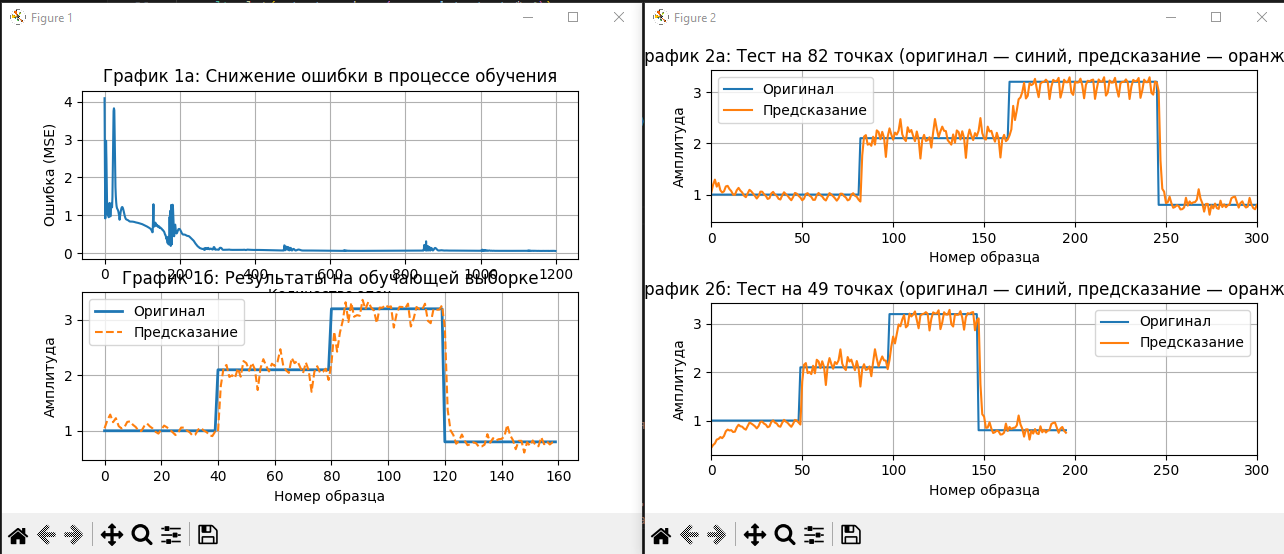 Figure 1
График 1а: Снижение ошибки в процессе обучения
Ошибка (MSE)
4
3
2
1
0
0 200 400 600 800 1000 1200
График 1б: Результаты на обучающей выборке
Оригинал
Предсказание
Амплитуда
3
2
1
0 20 40 60 80 100 120 140 160
Номер образца
Figure 2
рафик 2а: Тест на 82 точках (оригинал — синий, предсказание — оранж
Оригинал
Предсказание
Амплитуда
3
2
1
0 50 100 150 200 250 300
Номер образца
рафик 2б: Тест на 49 точках (оригинал — синий, предсказание — оранж
Оригинал
Предсказание
Амплитуда
3
2
1
0 50 100 150 200 250 300
Номер образца